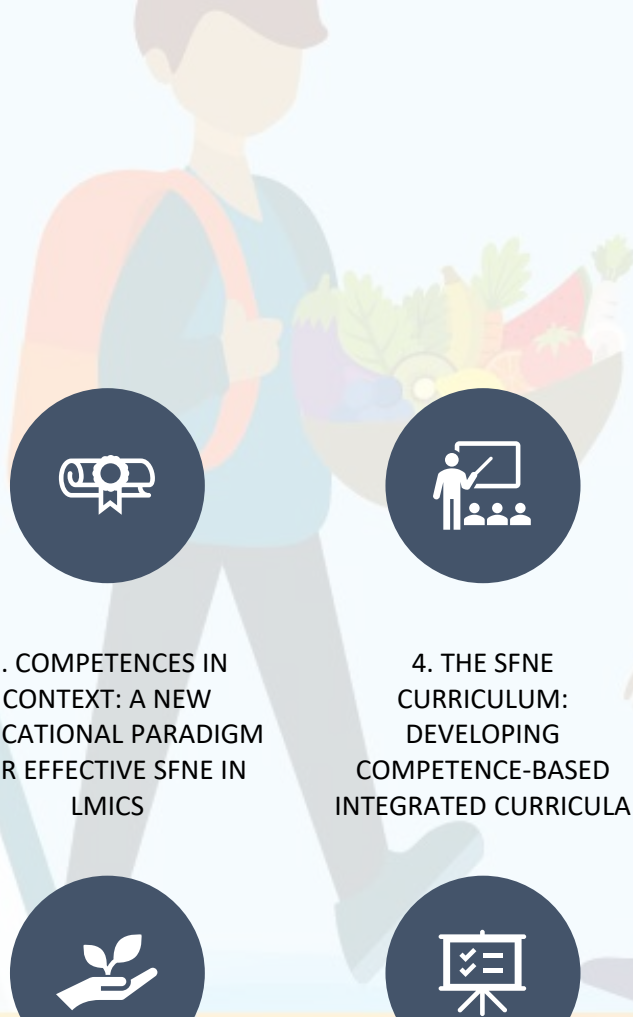 . COMPETENCES IN
CONTEXT: A NEW
CATIONAL PARADIGM
R EFFECTIVE SFNE IN
LMICS
4. THE SFNE
CURRICULUM:
DEVELOPING
COMPETENCE-BASED
INTEGRATED CURRICULA